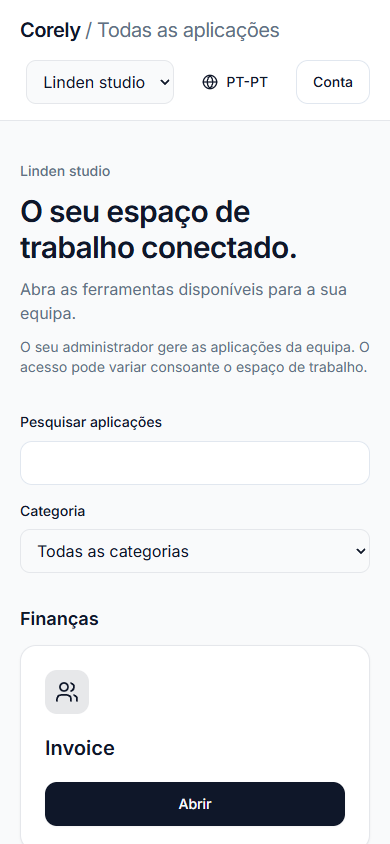 Corely / Todas as aplicações
Linden studio
PT-PT
Conta
Linden studio
O seu espaço de
trabalho conectado.
Abra as ferramentas disponíveis para a sua
equipa.
O seu administrador gere as aplicações da equipa. O
acesso pode variar consoante o espaço de trabalho.
Pesquisar aplicações
Categoria
Todas as categorias
Finanças
Invoice
Abrir